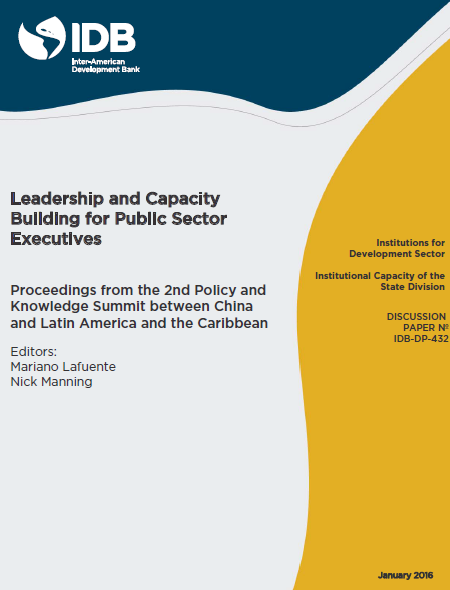 IDB
Inter-American
Development Bank
Leadership and Capacity
Building for Public Sector
Executives
Proceedings from the 2nd Policy and
Knowledge Summit between China
and Latin America and the Caribbean
Editors:
Mariano Lafuente
Nick Manning
Institutions for
Development Sector
Institutional Capacity of the
State Division
DISCUSSION
PAPER Nº
IDB-DP-432
January 2016